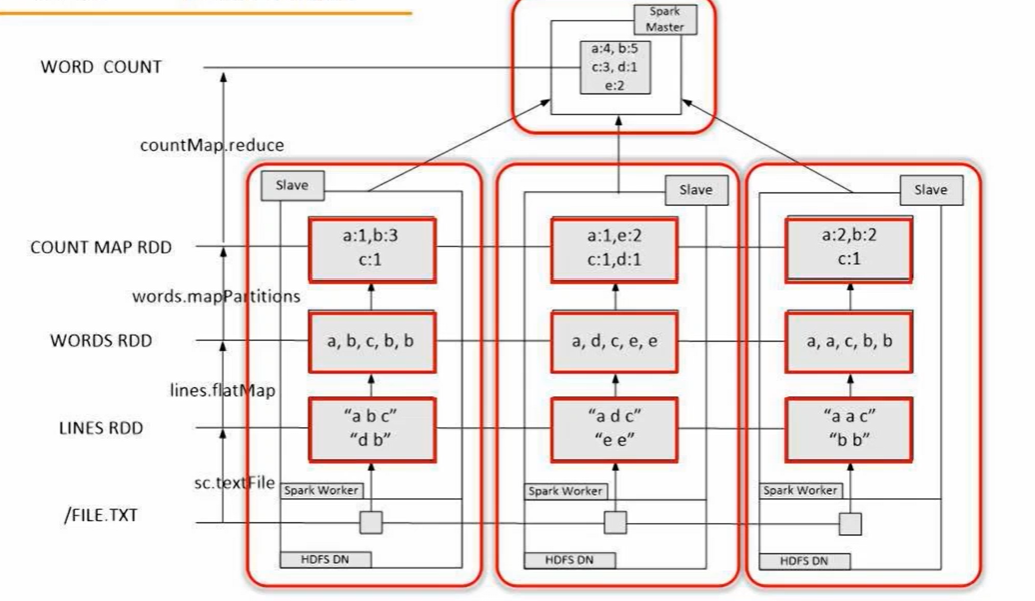 Spark
Master
WORD COUNT
a:4, b:5
c:3, d:1
e:2
countMap.reduce
Slave
Slave
Slave
COUNT MAP RDD
a:1,b:3
c:1
a:1,e:2
c:1,d:1
a:2,b:2
c:1
words.mapPartitions
WORDS RDD
a, b, c, b, b
a, d, c, e, e
a, a, c, b, b
lines.flatMap
LINES RDD
“a b c”
“d b”
“a d c”
“e e”
“a a c”
“b b”
sc.textFile
Spark Worker
Spark Worker
Spark Worker
/FILE.TXT
HDFS DN
HDFS DN
HDFS DN